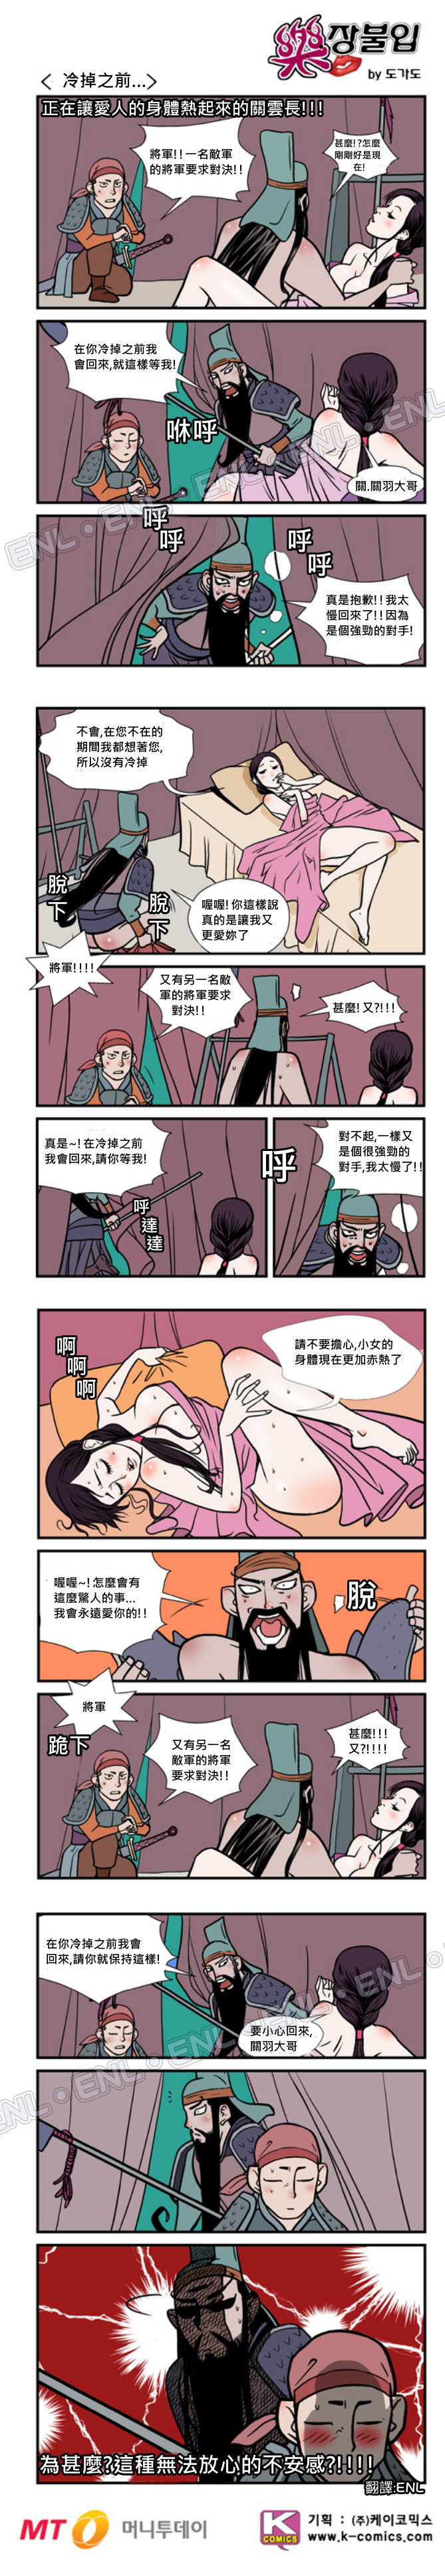 樂장불입
by 도가도
< 冷掉之前...>
正在讓愛人的身體熱起來的關雲長!!!
將軍!!一名敵軍
的將軍要求對決!!
甚麼!?怎麼
剛剛好是現
在!
在你冷掉之前我
會回來,就這樣等我!
咻呼
關.關羽大哥
呼
呼
呼
呼
真是抱歉!!我太
慢回來了!!因為
是個強勁的對手!
不會,在您不在的
期間我都想著您,
所以沒有冷掉
脫
下
脫
下
喔喔!你這樣說
真的是讓我又
更愛妳了
將軍!!!!
又有另一名敵
軍的將軍要求
對決!!
甚麼!又?!!!
真是~!在冷掉之前
我會回來,請你等我!
呼
達
達
呼
對不起,一樣又
是個很強勁的
對手,我太慢了!!
啊
啊
啊
請不要擔心,小女的
身體現在更加赤熱了
喔喔~!怎麼會有
這麼驚人的事...
我會永遠愛你的!!
脫
將軍
跪下
又有另一名
敵軍的將軍
要求對決!!
甚麼!!!
又?!!!!
在你冷掉之前我會
回來,請你就保持這樣!
要小心回來,
關羽大哥
為甚麼?這種無法放心的不安感?!!!!
翻譯:ENL
MTO 머니투데이
K COMICS
기획 : (주)케이코믹스
www.k-comics.com
ENL • ENL • ENL • ENL
ENL • ENL • ENL • ENL